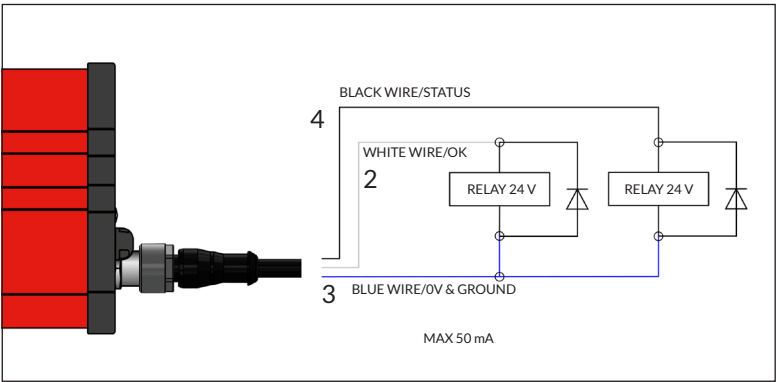 BLACK WIRE/STATUS
4
WHITE WIRE/OK
2
RELAY 24 V
RELAY 24 V
3
BLUE WIRE/0V & GROUND
MAX 50 mA